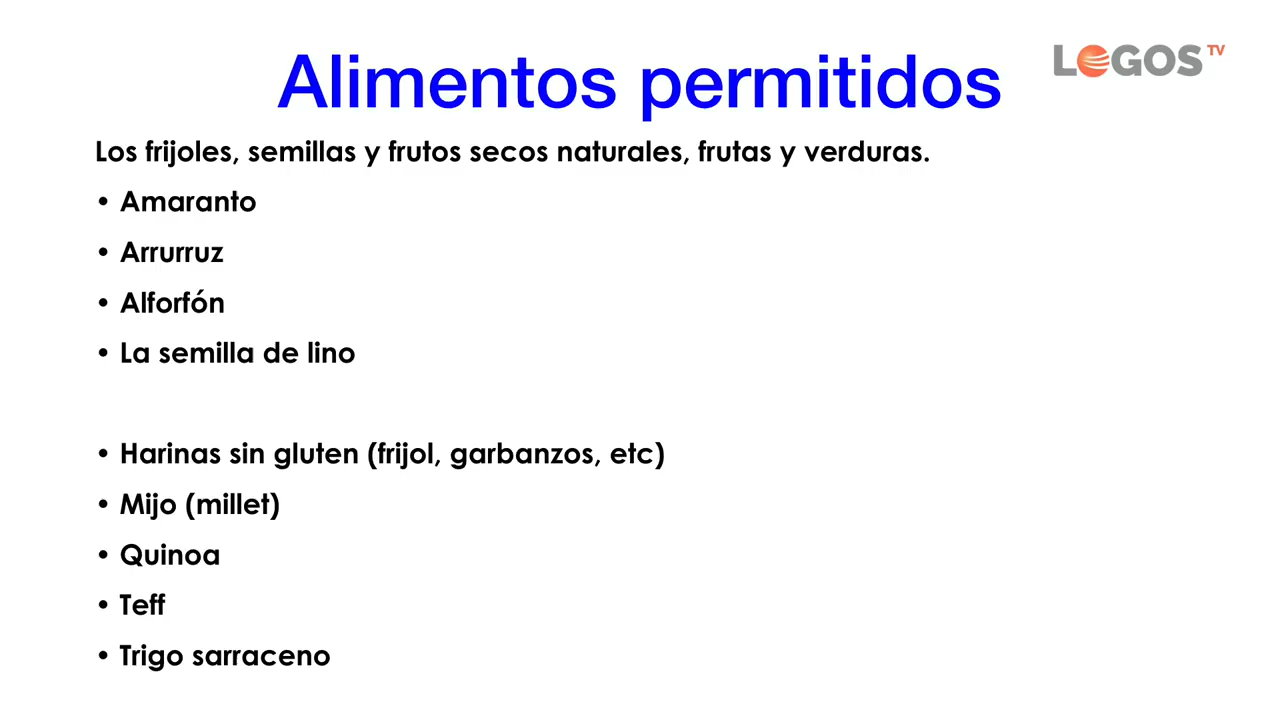 LOGOS TV
Alimentos permitidos
Los frijoles, semillas y frutos secos naturales, frutas y verduras.
• Amaranto
• Arrurruz
• Alforfón
• La semilla de lino
• Harinas sin gluten (frijol, garbanzos, etc)
• Mijo (millet)
• Quinoa
• Teff
• Trigo sarraceno